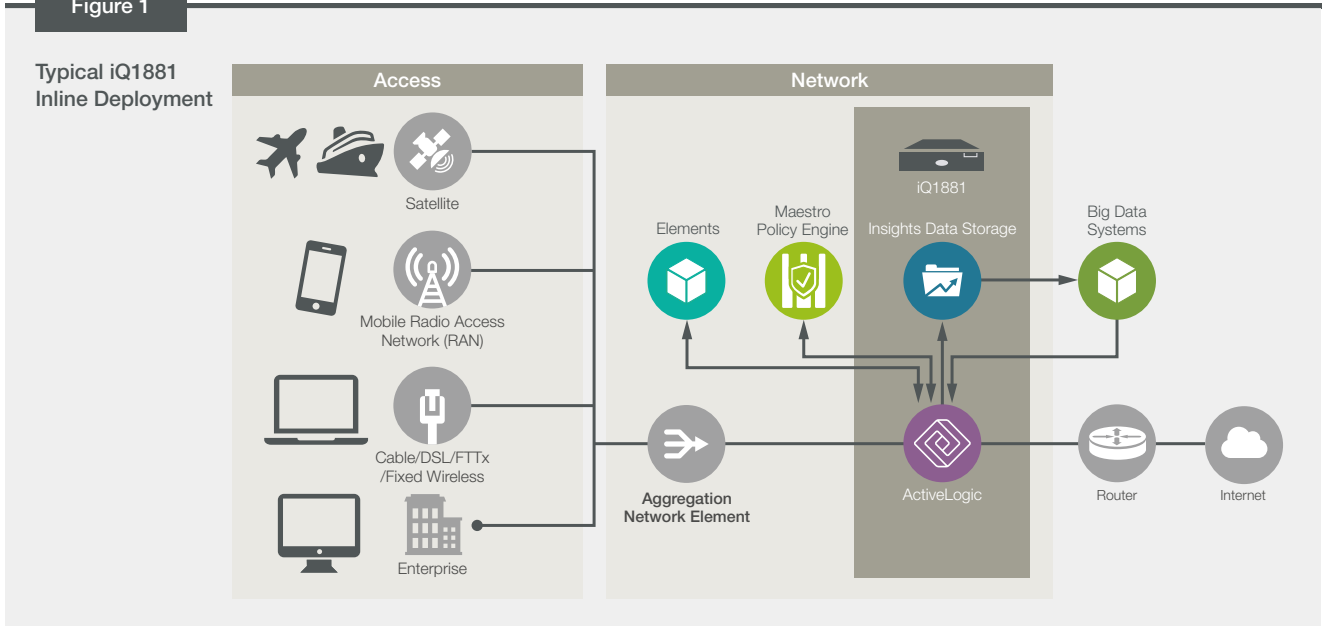 Figure 1
Typical iQ1881
Inline Deployment
Access
Satellite
Mobile Radio Access
Network (RAN)
Cable/DSL/FTTx
/Fixed Wireless
Enterprise
Network
iQ1881
Elements
Maestro
Policy Engine
Insights Data Storage
Big Data
Systems
Aggregation
Network Element
ActiveLogic
Router
Internet